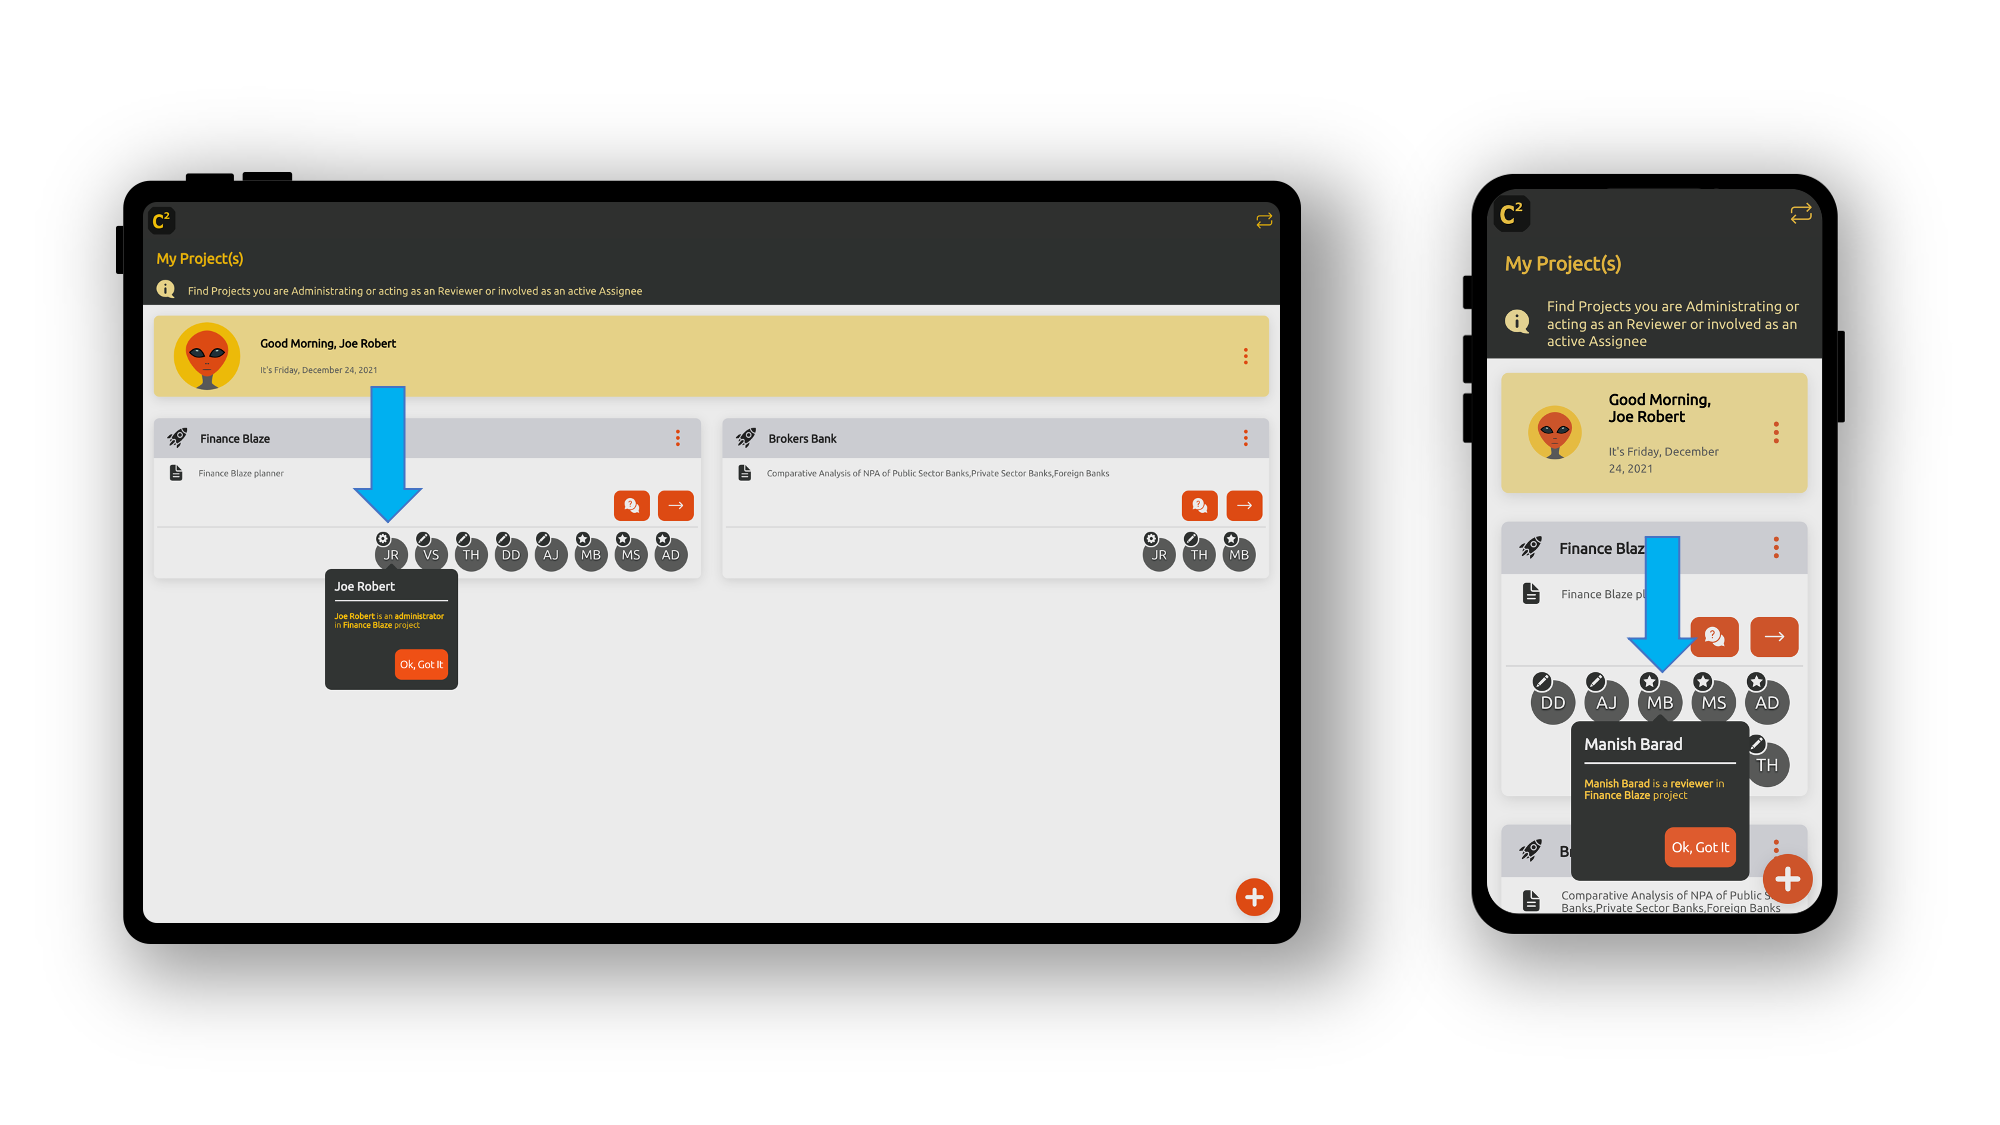 C²
My Project(s)
Find Projects you are Administrating or acting as an Reviewer or involved as an active Assignee
Good Morning, Joe Robert
It's Friday, December 24, 2021
Finance Blaze
Finance Blaze planner
JR VS TH DD AJ MB MS AD
Joe Robert
Joe Robert is an administrator
in Finance Blaze project
Ok, Got It
Brokers Bank
Comparative Analysis of NPA of Public Sector Banks,Private Sector Banks,Foreign Banks
JR TH MB
C²
My Project(s)
Find Projects you are Administrating or
acting as an Reviewer or involved as an
active Assignee
Good Morning,
Joe Robert
It's Friday, December
24, 2021
Finance Blaz
Finance Blaze pl
DD AJ MB MS AD
TH
Manish Barad
Manish Barad is a reviewer in
Finance Blaze project
Ok, Got It
Comparative Analysis of NPA of Public
Banks,Private Sector Banks,Foreign Banks